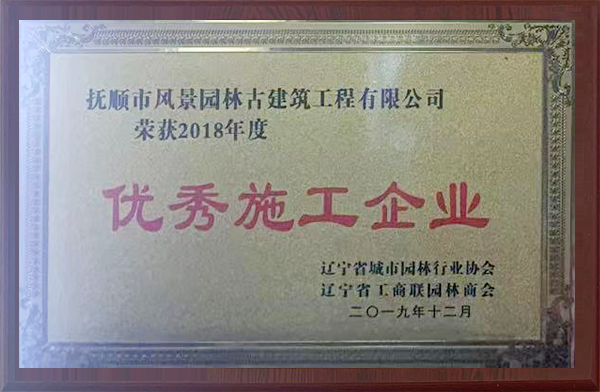 抚顺市风景园林古建筑工程有限公司
荣获2018年度
优秀施工企业
辽宁省城市园林行业协会
辽宁省工商联园林商会
二〇一九年十二月